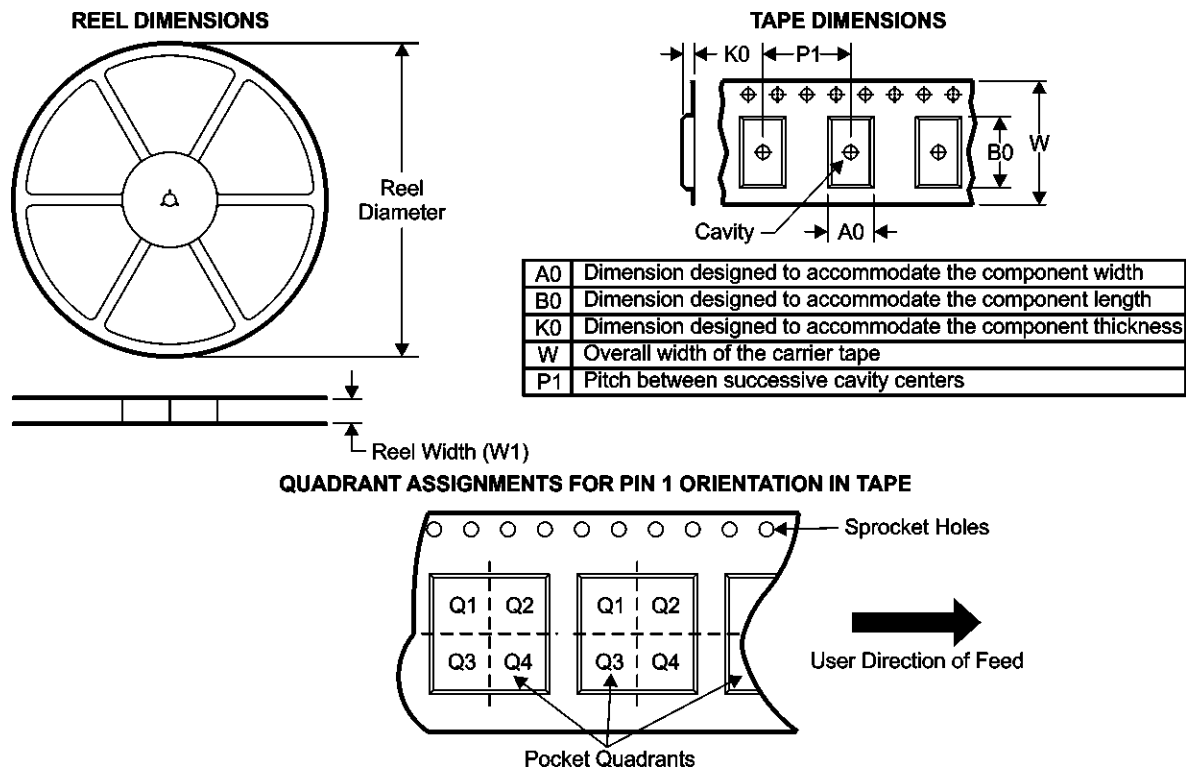 REEL DIMENSIONS
TAPE DIMENSIONS
K0
P1
Reel
Diameter
B0
W
Cavity
A0
A0 Dimension designed to accommodate the component width
B0 Dimension designed to accommodate the component length
K0 Dimension designed to accommodate the component thickness
W Overall width of the carrier tape
P1 Pitch between successive cavity centers
Reel Width (W1)
QUADRANT ASSIGNMENTS FOR PIN 1 ORIENTATION IN TAPE
Sprocket Holes
Q1 Q2 Q1 Q2
Q3 Q4 Q3 Q4
User Direction of Feed
Pocket Quadrants